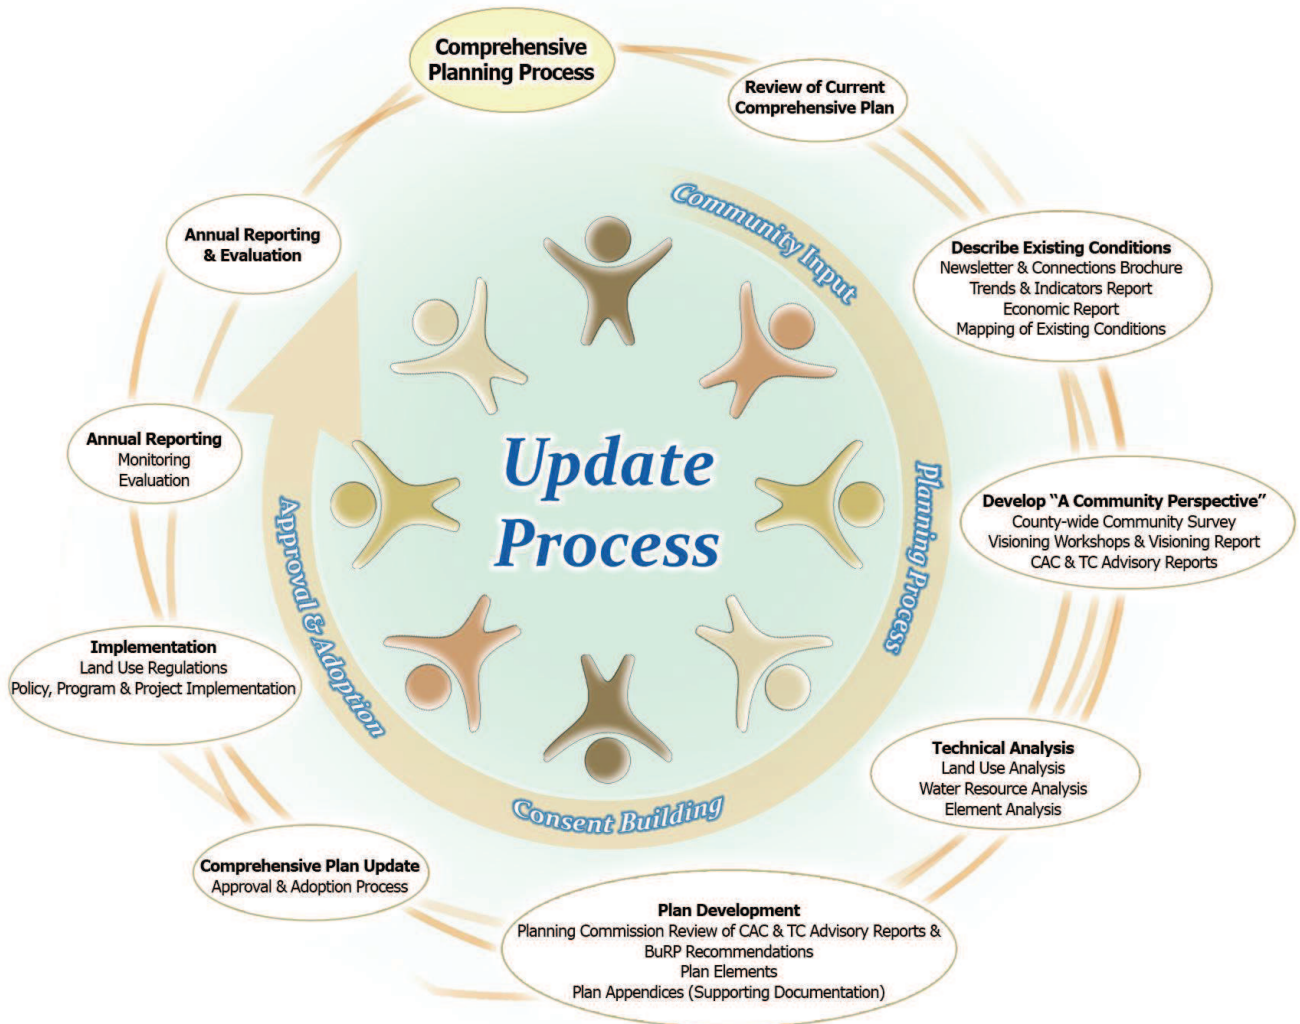 Comprehensive
Planning Process
Review of Current
Comprehensive Plan
Describe Existing Conditions
Newsletter & Connections Brochure
Trends & Indicators Report
Economic Report
Mapping of Existing Conditions
Develop “A Community Perspective”
County-wide Community Survey
Visioning Workshops & Visioning Report
CAC & TC Advisory Reports
Technical Analysis
Land Use Analysis
Water Resource Analysis
Element Analysis
Plan Development
Planning Commission Review of CAC & TC Advisory Reports &
BuRP Recommendations
Plan Elements
Plan Appendices (Supporting Documentation)
Comprehensive Plan Update
Approval & Adoption Process
Implementation
Land Use Regulations
Policy, Program & Project Implementation
Annual Reporting
Monitoring
Evaluation
Annual Reporting
& Evaluation
Community Input
Planning Process
Consent Building
Approval & Adoption
Update
Process